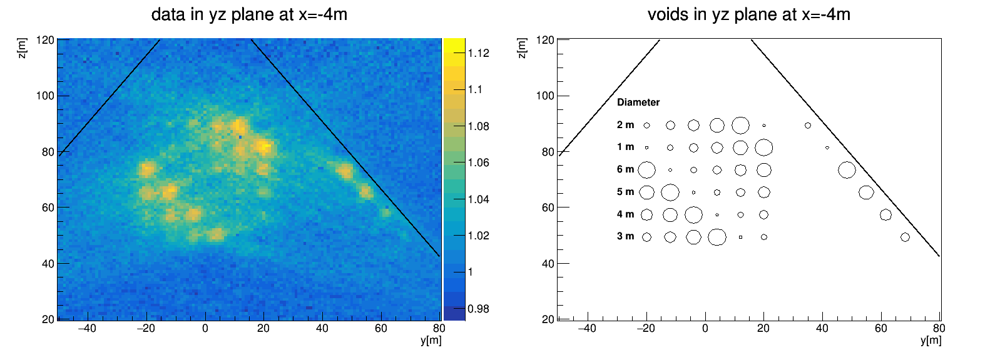 data in yz plane at x=-4m
z[m]
120
100
80
60
40
20
−40
−20
0
20
40
60
80
y[m]
1.12
1.1
1.08
1.06
1.04
1.02
1
0.98
voids in yz plane at x=-4m
z[m]
120
100
80
60
40
20
Diameter
2 m
1 m
6 m
5 m
4 m
3 m
−40
−20
0
20
40
60
80
y[m]